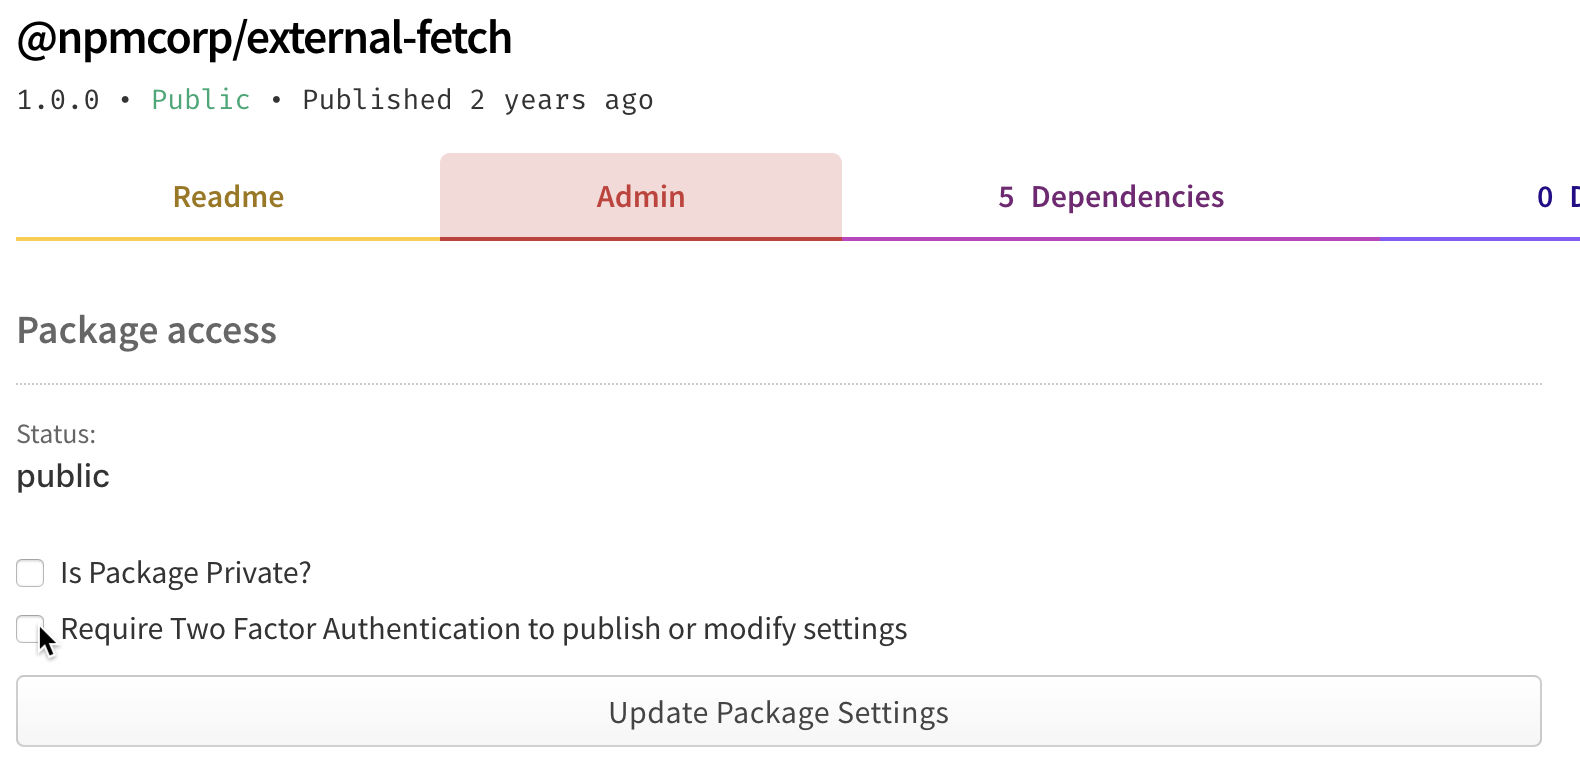 @npmcorp/external-fetch
1.0.0 • Public • Published 2 years ago
Readme Admin 5 Dependencies 0
Package access
Status:
public
Is Package Private?
Require Two Factor Authentication to publish or modify settings
Update Package Settings